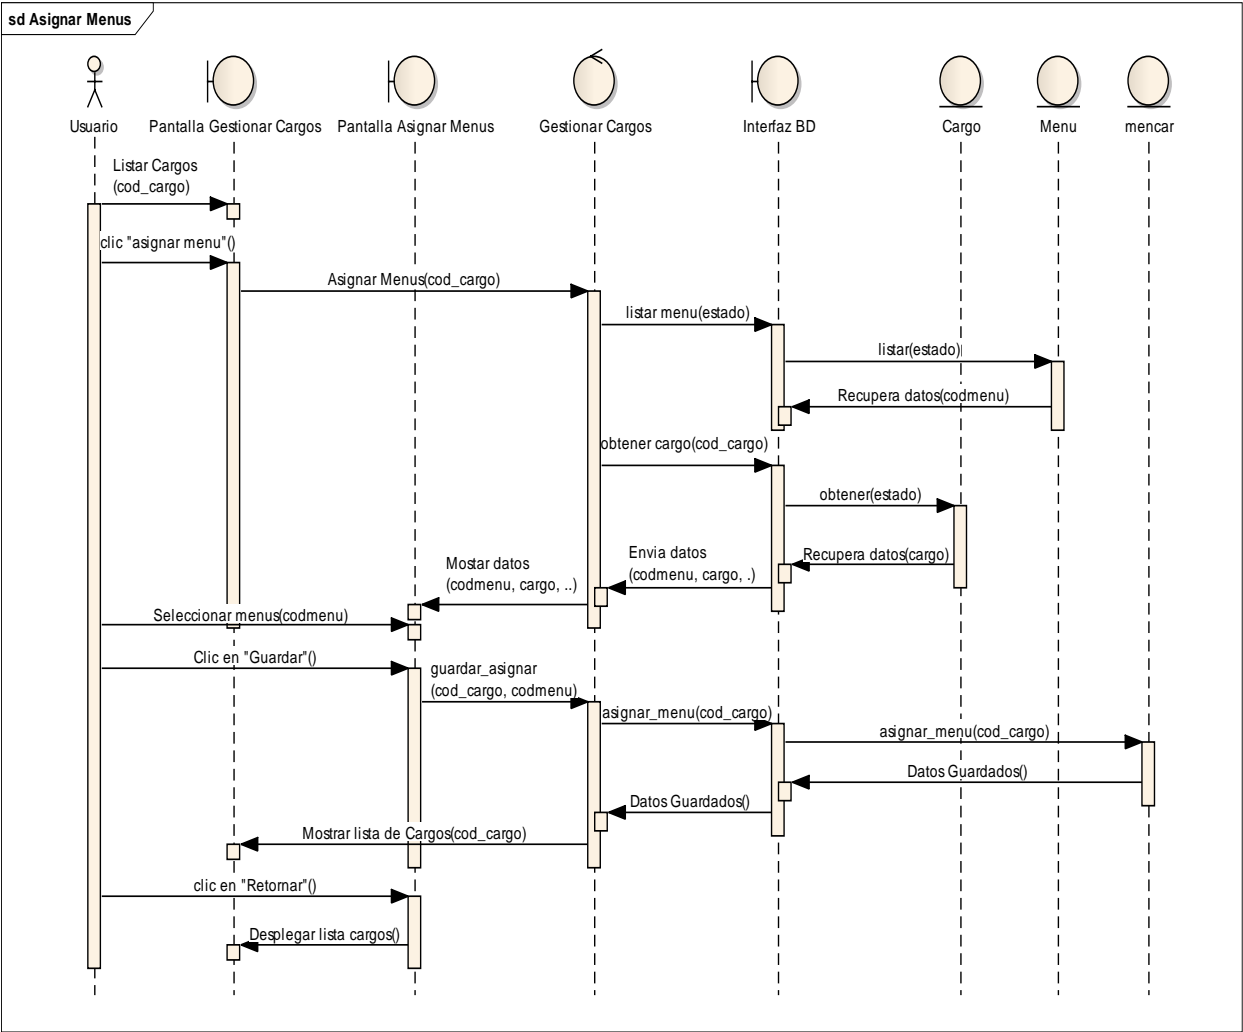 sd Asignar Menus
Usuario
Pantalla Gestionar Cargos
Pantalla Asignar Menus
Gestionar Cargos
Interfaz BD
Cargo
Menu
mencar
Listar Cargos
(cod_cargo)
clic "asignar menu"()
Asignar Menus(cod_cargo)
listar menu(estado)
listar(estado)
Recupera datos(codmenu)
obtener cargo(cod_cargo)
obtener(estado)
Recupera datos(cargo)
Envia datos
(codmenu, cargo, .)
Mostar datos
(codmenu, cargo, ..)
Seleccionar menus(codmenu)
Clic en "Guardar"()
guardar_asignar
(cod_cargo, codmenu)
asignar_menu(cod_cargo)
asignar_menu(cod_cargo)
Datos Guardados()
Datos Guardados()
Mostrar lista de Cargos(cod_cargo)
clic en "Retornar"()
Desplegar lista cargos()